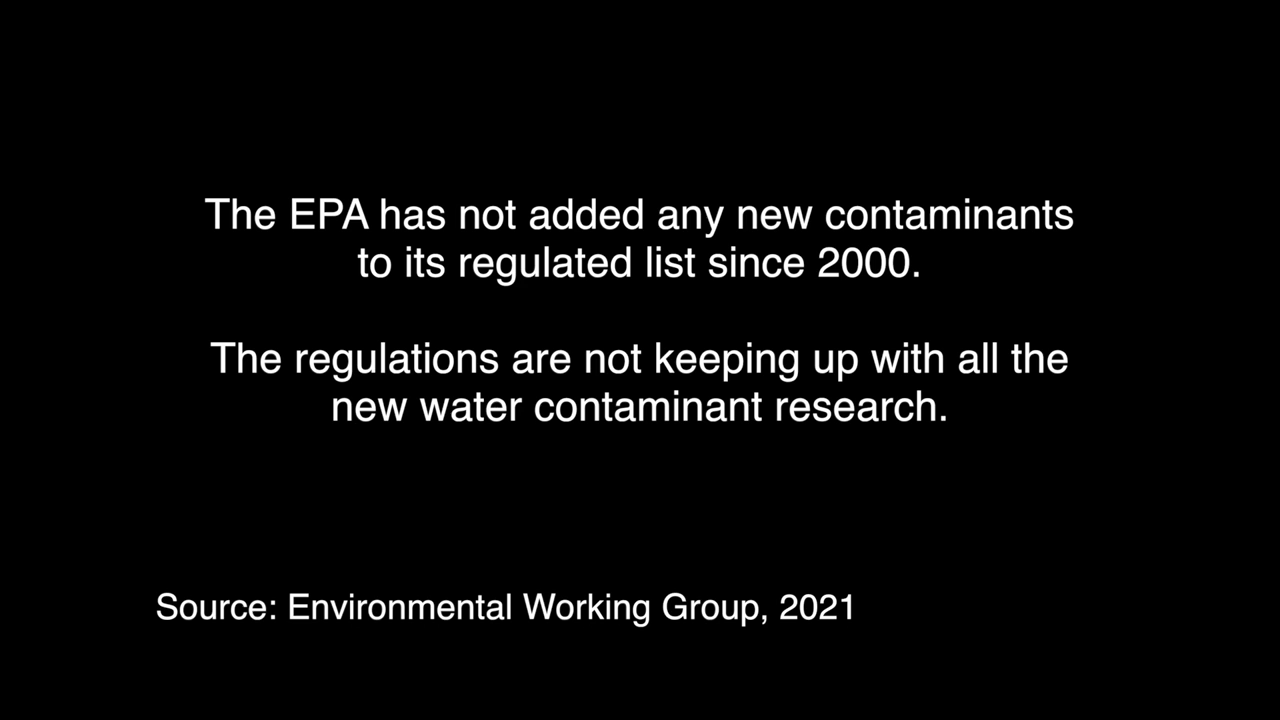 The EPA has not added any new contaminants
to its regulated list since 2000.
The regulations are not keeping up with all the
new water contaminant research.
Source: Environmental Working Group, 2021